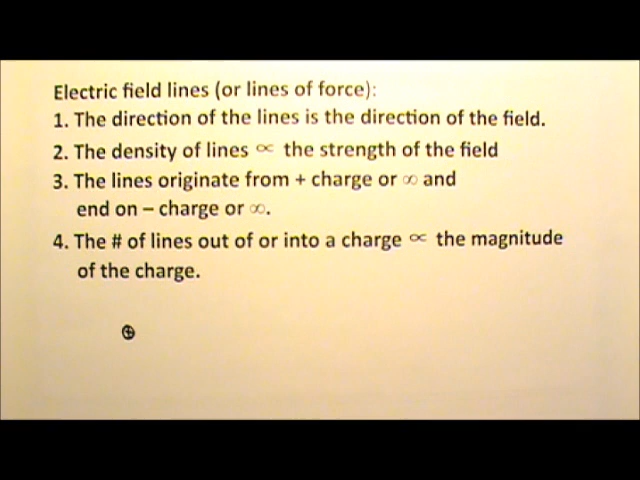 Electric field lines (or lines of force):
1. The direction of the lines is the direction of the field.
2. The density of lines ∝ the strength of the field
3. The lines originate from + charge or ∞ and
end on – charge or ∞.
4. The # of lines out of or into a charge ∝ the magnitude
of the charge.
+